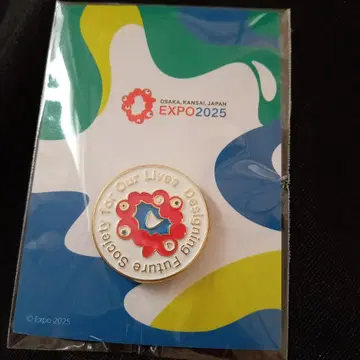 OSAKA, KANSAI, JAPAN
EXPO2025
Designing Future Society for Our Lives
© Expo 2025